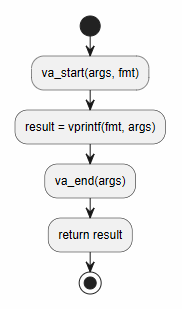 va_start(args, fmt)
result = vprintf(fmt, args)
va_end(args)
return result